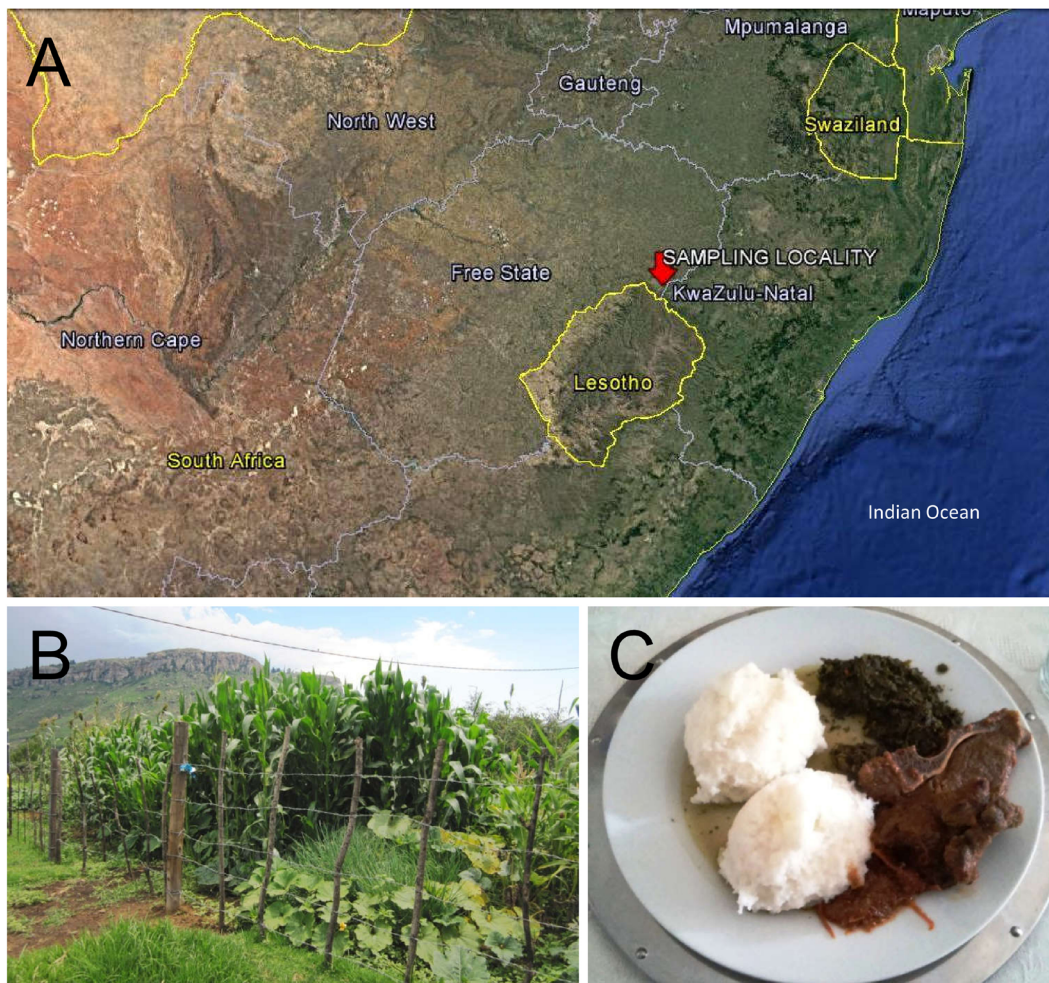 A
Mpumalanga
Maputo
Gauteng
North West
Swaziland
SAMPLING LOCALITY
Free State
KwaZulu-Natal
Northern Cape
Lesotho
South Africa
Indian Ocean
B
C